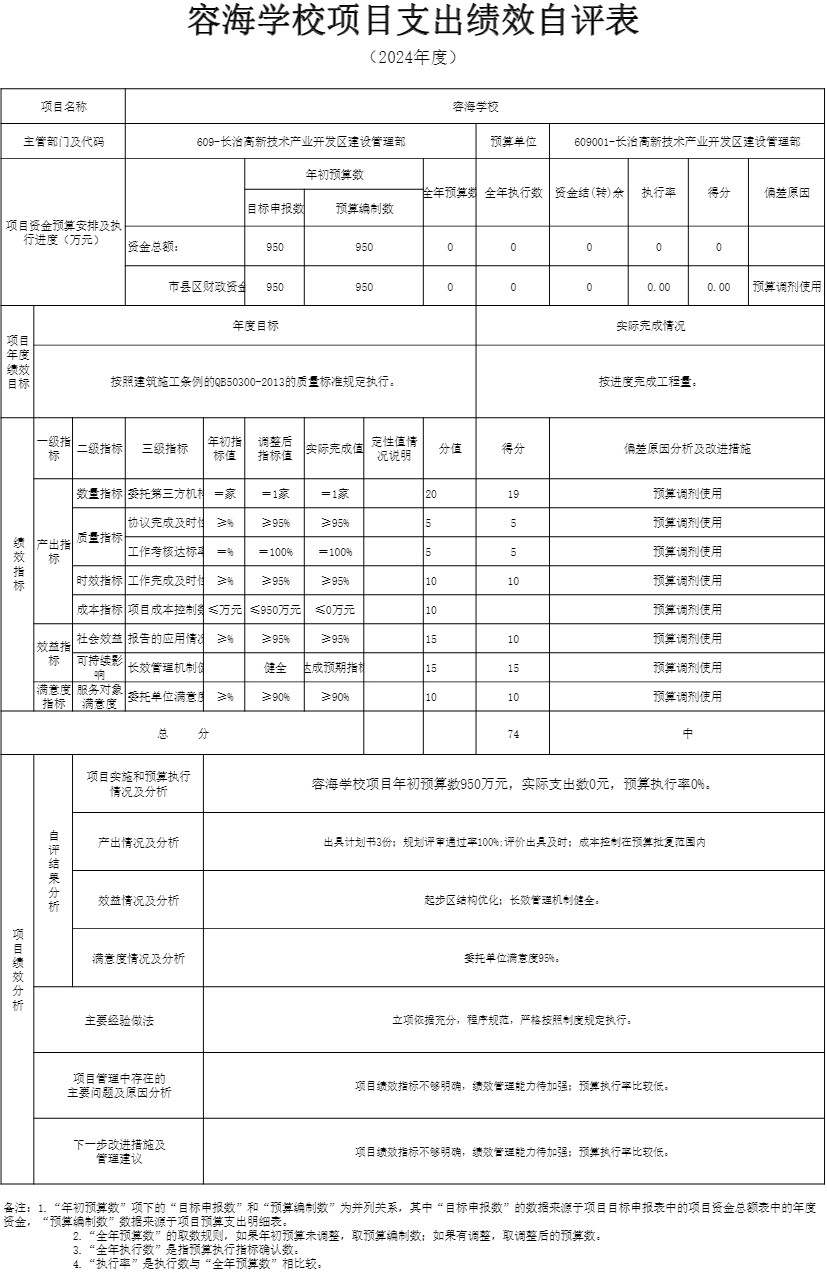 容海学校项目支出绩效自评表
（2024年度）
项目名称 容海学校
主管部门及代码 609-长治高新技术产业开发区建设管理部 预算单位 609001-长治高新技术产业开发区建设管理部
项目资金预算安排及执行进度（万元） 年初预算数 全年预算数 全年执行数 资金结(转)余 执行率 得分 偏差原因
目标申报数 预算编制数
资金总额： 950 950 0 0 0 0 0
市县区财政资金 950 950 0 0 0 0.00 0.00 预算调剂使用
项目年度绩效目标 年度目标 实际完成情况
按照建筑施工条例的QB50300-2013的质量标准规定执行。 按进度完成工程量。
绩效指标 一级指标 二级指标 三级指标 年初指标值 调整后指标值 实际完成值 定性值情况说明 分值 得分 偏差原因分析及改进措施
产出指标 数量指标 委托第三方机构 ＝家 ＝1家 ＝1家 20 19 预算调剂使用
质量指标 协议完成及时性 ≥% ≥95% ≥95% 5 5 预算调剂使用
工作考核达标率 ＝% ＝100% ＝100% 5 5 预算调剂使用
时效指标 工作完成及时性 ≥% ≥95% ≥95% 10 10 预算调剂使用
成本指标 项目成本控制数 ≤万元 ≤950万元 ≤0万元 10 预算调剂使用
效益指标 社会效益 报告的应用情况 ≥% ≥95% ≥95% 15 10 预算调剂使用
可持续影响 长效管理机制健 健全 达成预期指标 15 15 预算调剂使用
满意度指标 服务对象满意度 委托单位满意度 ≥% ≥90% ≥90% 10 10 预算调剂使用
总 分 74 中
项目绩效分析 自评结果分析 项目实施和预算执行情况及分析 容海学校项目年初预算数950万元，实际支出数0元，预算执行率0%。
产出情况及分析 出具计划书3份；规划评审通过率100%;评价出具及时；成本控制在预算批复范围内
效益情况及分析 起步区结构优化；长效管理机制健全。
满意度情况及分析 委托单位满意度95%。
主要经验做法 立项依据充分，程序规范，严格按照制度规定执行。
项目管理中存在的主要问题及原因分析 项目绩效指标不够明确，绩效管理能力待加强；预算执行率比较低。
下一步改进措施及管理建议 项目绩效指标不够明确，绩效管理能力待加强；预算执行率比较低。
备注：1.“年初预算数”项下的“目标申报数”和“预算编制数”为并列关系，其中“目标申报数”的数据来源于项目目标申报表中的项目资金总额表中的年度
资金，“预算编制数”数据来源于项目预算支出明细表。
2.“全年预算数”的取数规则，如果年初预算未调整，取预算编制数；如果有调整，取调整后的预算数。
3.“全年执行数”是指预算执行指标确认数。
4.“执行率”是执行数与“全年预算数”相比较。